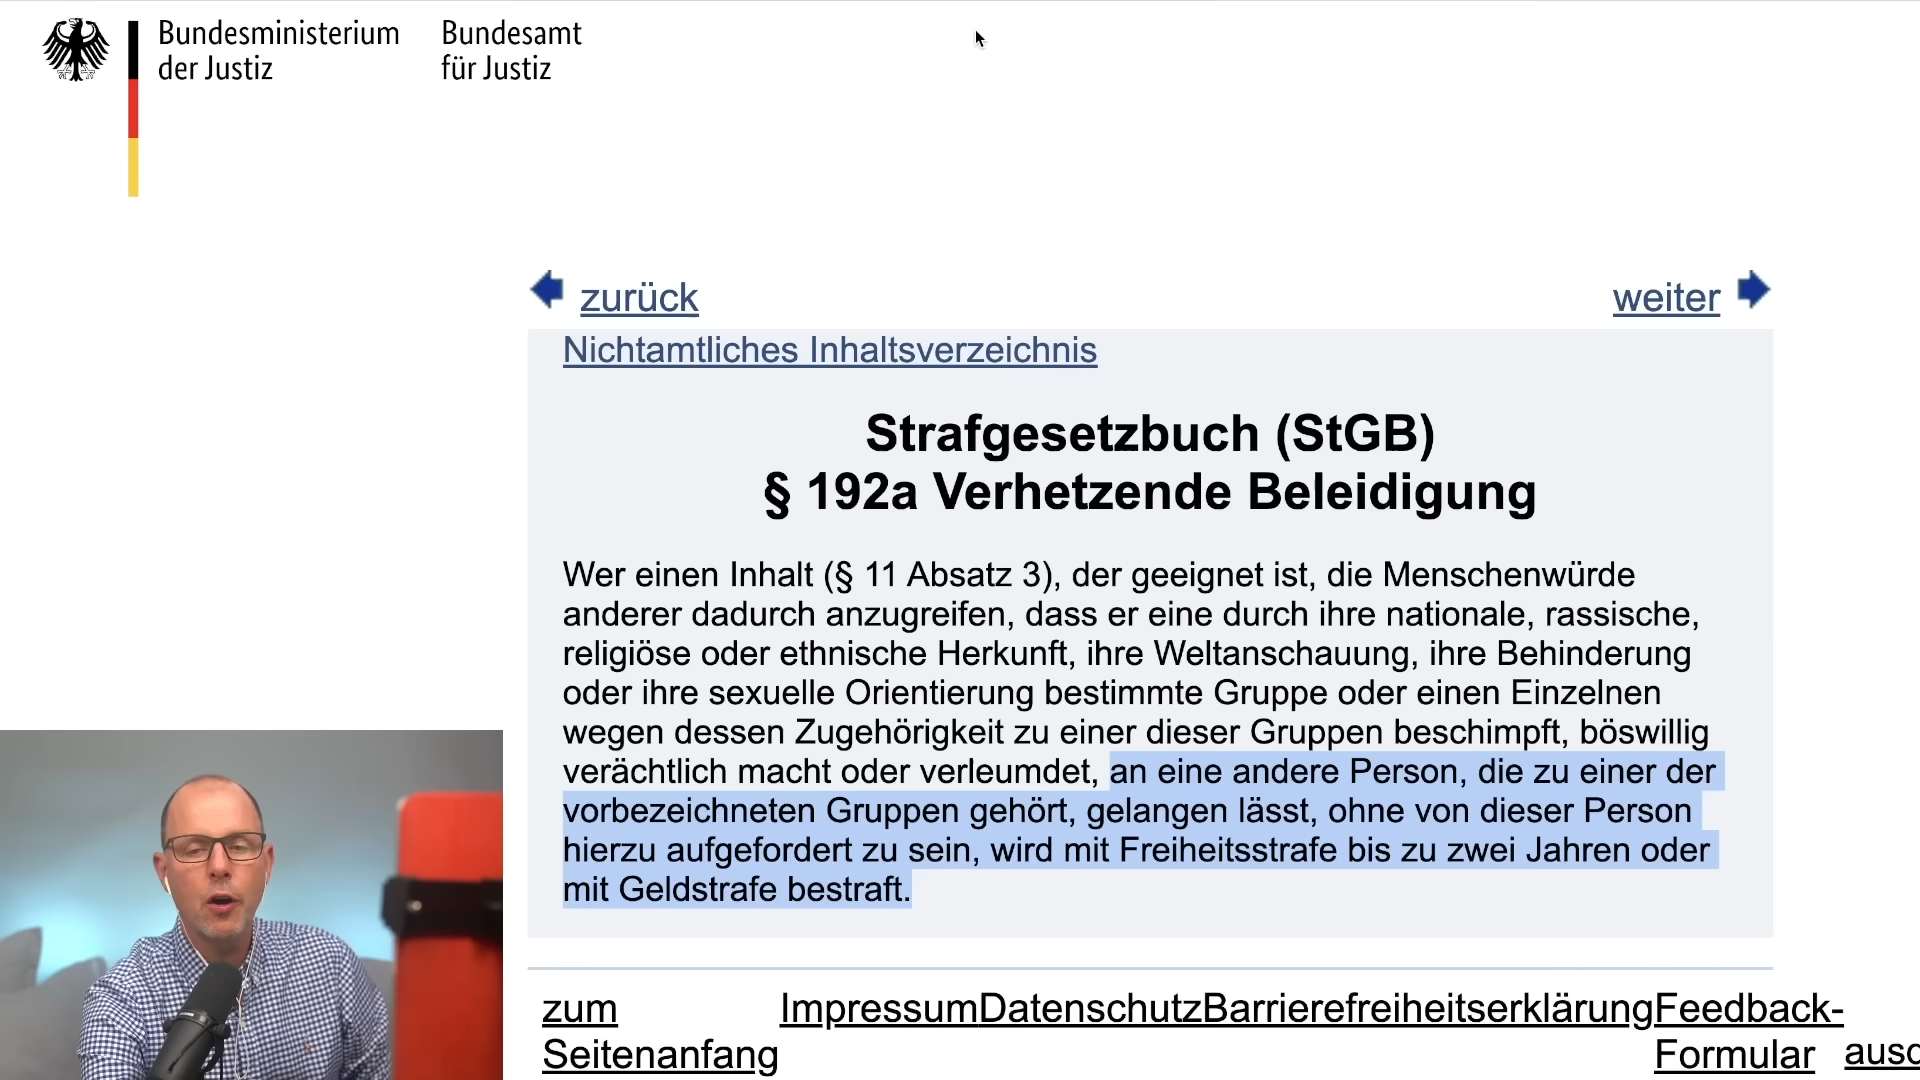 Bundesministerium
der Justiz
Bundesamt
für Justiz
zurück
weiter
Nichtamtliches Inhaltsverzeichnis
Strafgesetzbuch (StGB)
§ 192a Verhetzende Beleidigung
Wer einen Inhalt (§ 11 Absatz 3), der geeignet ist, die Menschenwürde
anderer dadurch anzugreifen, dass er eine durch ihre nationale, rassische,
religiöse oder ethnische Herkunft, ihre Weltanschauung, ihre Behinderung
oder ihre sexuelle Orientierung bestimmte Gruppe oder einen Einzelnen
wegen dessen Zugehörigkeit zu einer dieser Gruppen beschimpft, böswillig
verächtlich macht oder verleumdet, an eine andere Person, die zu einer der
vorbezeichneten Gruppen gehört, gelangen lässt, ohne von dieser Person
hierzu aufgefordert zu sein, wird mit Freiheitsstrafe bis zu zwei Jahren oder
mit Geldstrafe bestraft.
zum
Seitenanfang
Impressum
Datenschutz
Barrierefreiheitserklärung
Feedback-
Formular